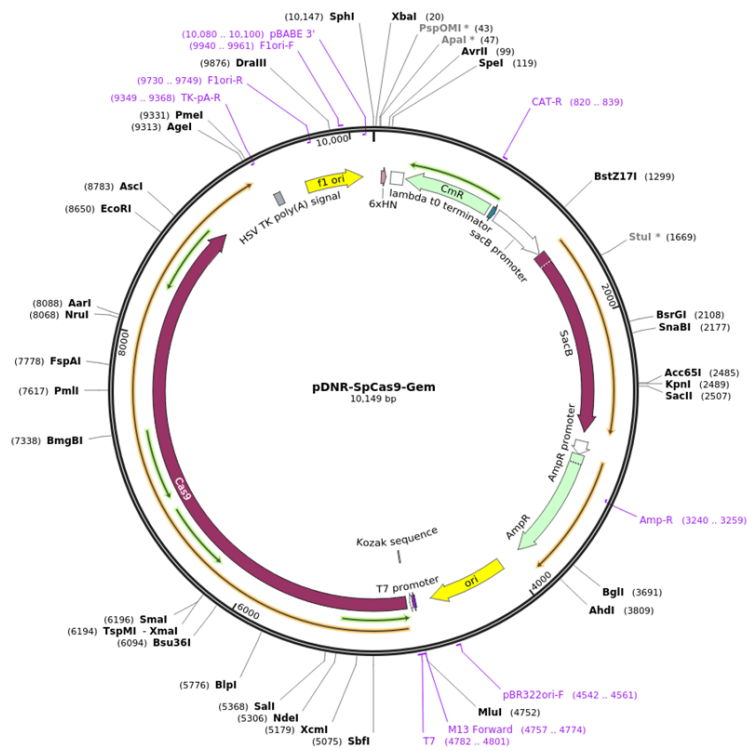 (10,147) SphI
XbaI (20)
PspOMI * (43)
ApaI * (47)
AvrII (99)
SpeI (119)
(10,080 .. 10,100) pBABE 3'
(9940 .. 9961) F1ori-F
(9876) DraIII
(9730 .. 9749) F1ori-R
(9349 .. 9368) TK-pA-R
(9331) PmeI
(9313) AgeI
CAT-R (820 .. 839)
BstZ17I (1299)
StuI * (1669)
(8783) AscI
(8650) EcoRI
(8088) AarI
(8068) NruI
(7778) FspAI
(7617) PmlI
(7338) BmgBI
BsrGI (2108)
SnaBI (2177)
Acc65I (2485)
KpnI (2489)
SacII (2507)
Amp-R (3240 .. 3259)
BglI (3691)
AhdI (3809)
pBR322ori-F (4542 .. 4561)
MluI (4752)
M13 Forward (4757 .. 4774)
T7 (4782 .. 4801)
(6196) SmaI
(6194) TspMI - XmaI
(6094) Bsu36I
(5776) BlpI
(5368) SalI
(5306) NdeI
(5179) XcmI
(5075) SbfI
10,000
2000
4000
6000
8000
f1 ori
HSV TK poly(A) signal
6xHN
lambda t0 terminator
CmR
sacB promoter
SacB
AmpR promoter
AmpR
ori
T7 promoter
Kozak sequence
Cas9
pDNR-SpCas9-Gem
10,149 bp